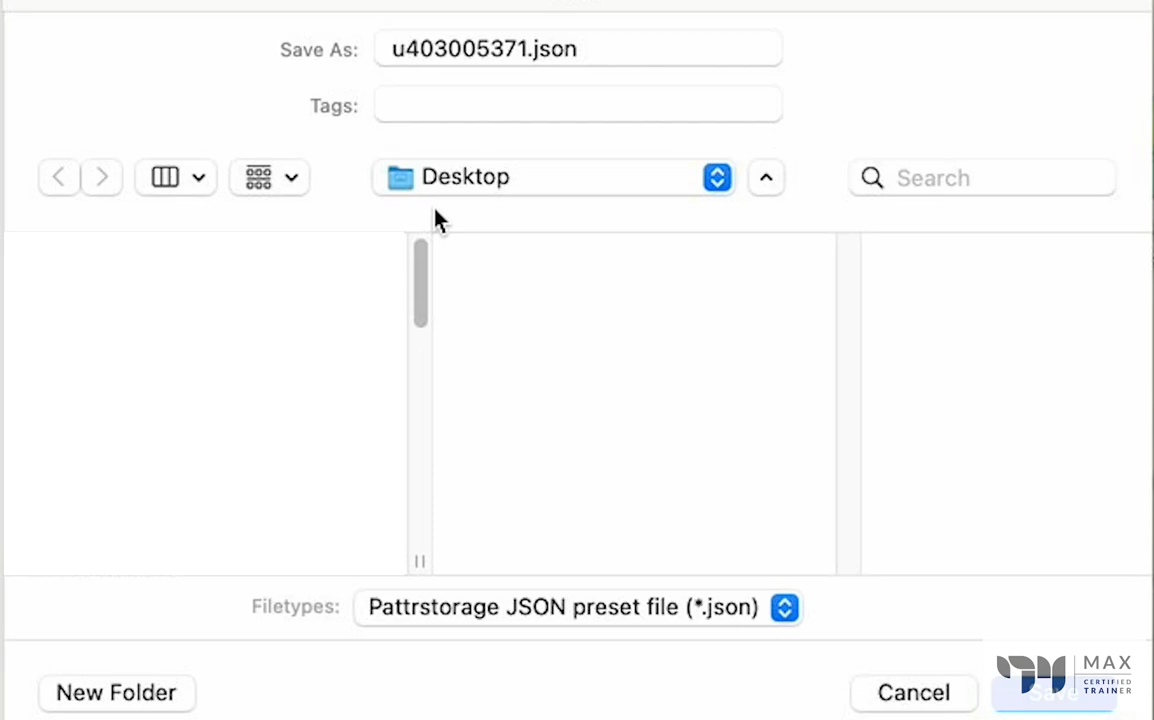 Save As: u403005371.json
Tags:
Desktop
Search
Filetypes: Pattrstorage JSON preset file (*.json)
New Folder
Cancel
Save
MAX
CERTIFIED
TRAINER